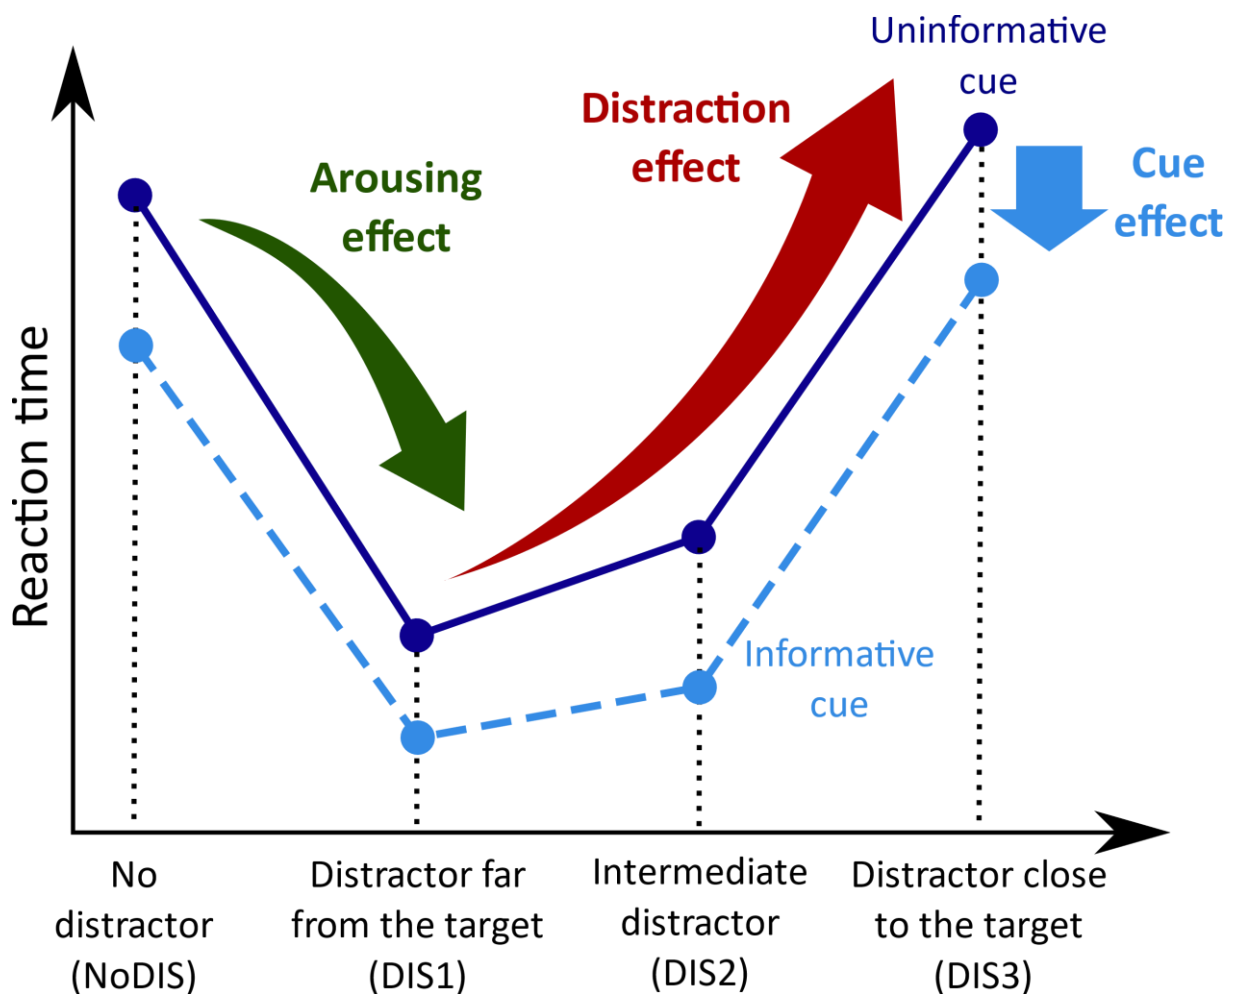 Uninformative
cue
Distraction
effect
Arousing
effect
Cue
effect
Reaction time
Informative
cue
No
distractor
(NoDIS)
Distractor far
from the target
(DIS1)
Intermediate
distractor
(DIS2)
Distractor close
to the target
(DIS3)